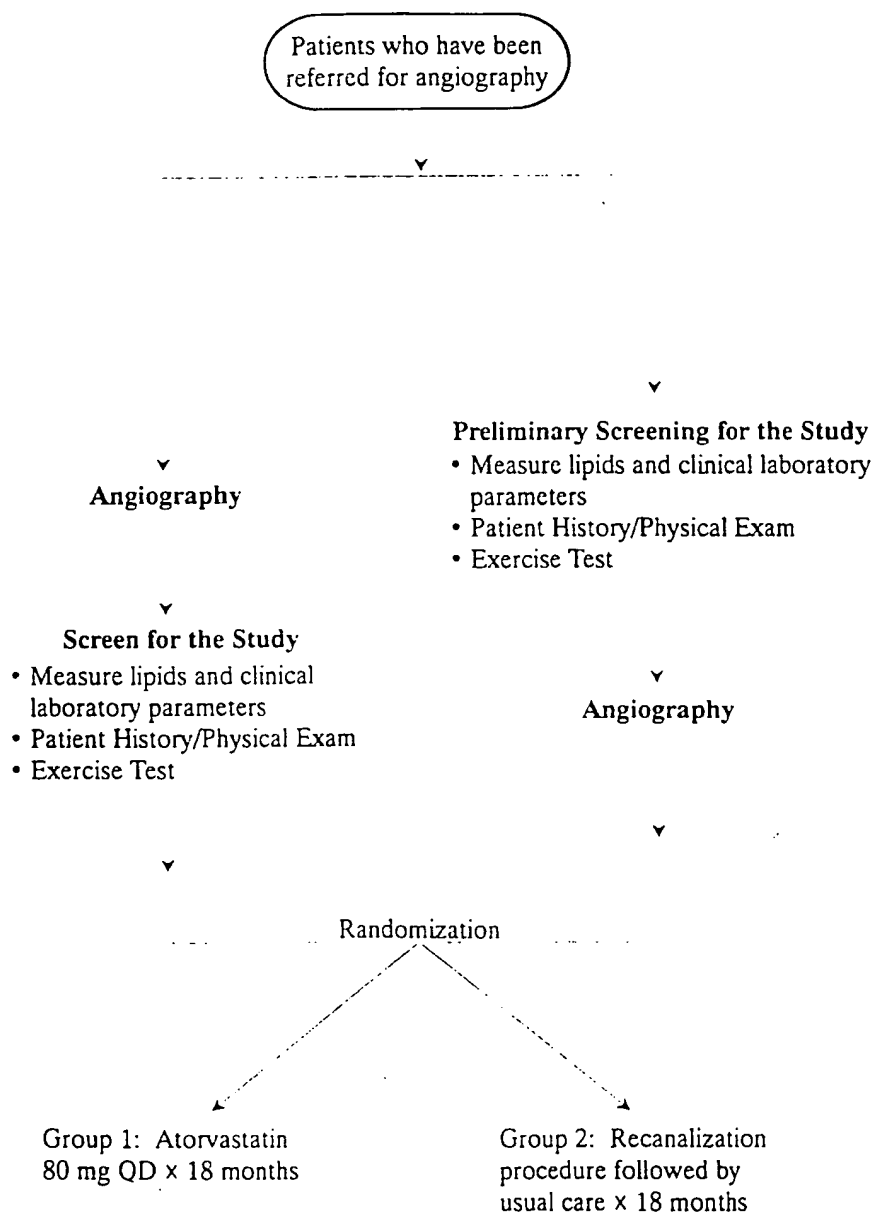 Patients who have been
referred for angiography
Preliminary Screening for the Study
• Measure lipids and clinical laboratory
parameters
• Patient History/Physical Exam
• Exercise Test
Angiography
Screen for the Study
• Measure lipids and clinical
laboratory parameters
• Patient History/Physical Exam
• Exercise Test
Angiography
Randomization
Group 1: Atorvastatin
80 mg QD x 18 months
Group 2: Recanalization
procedure followed by
usual care x 18 months